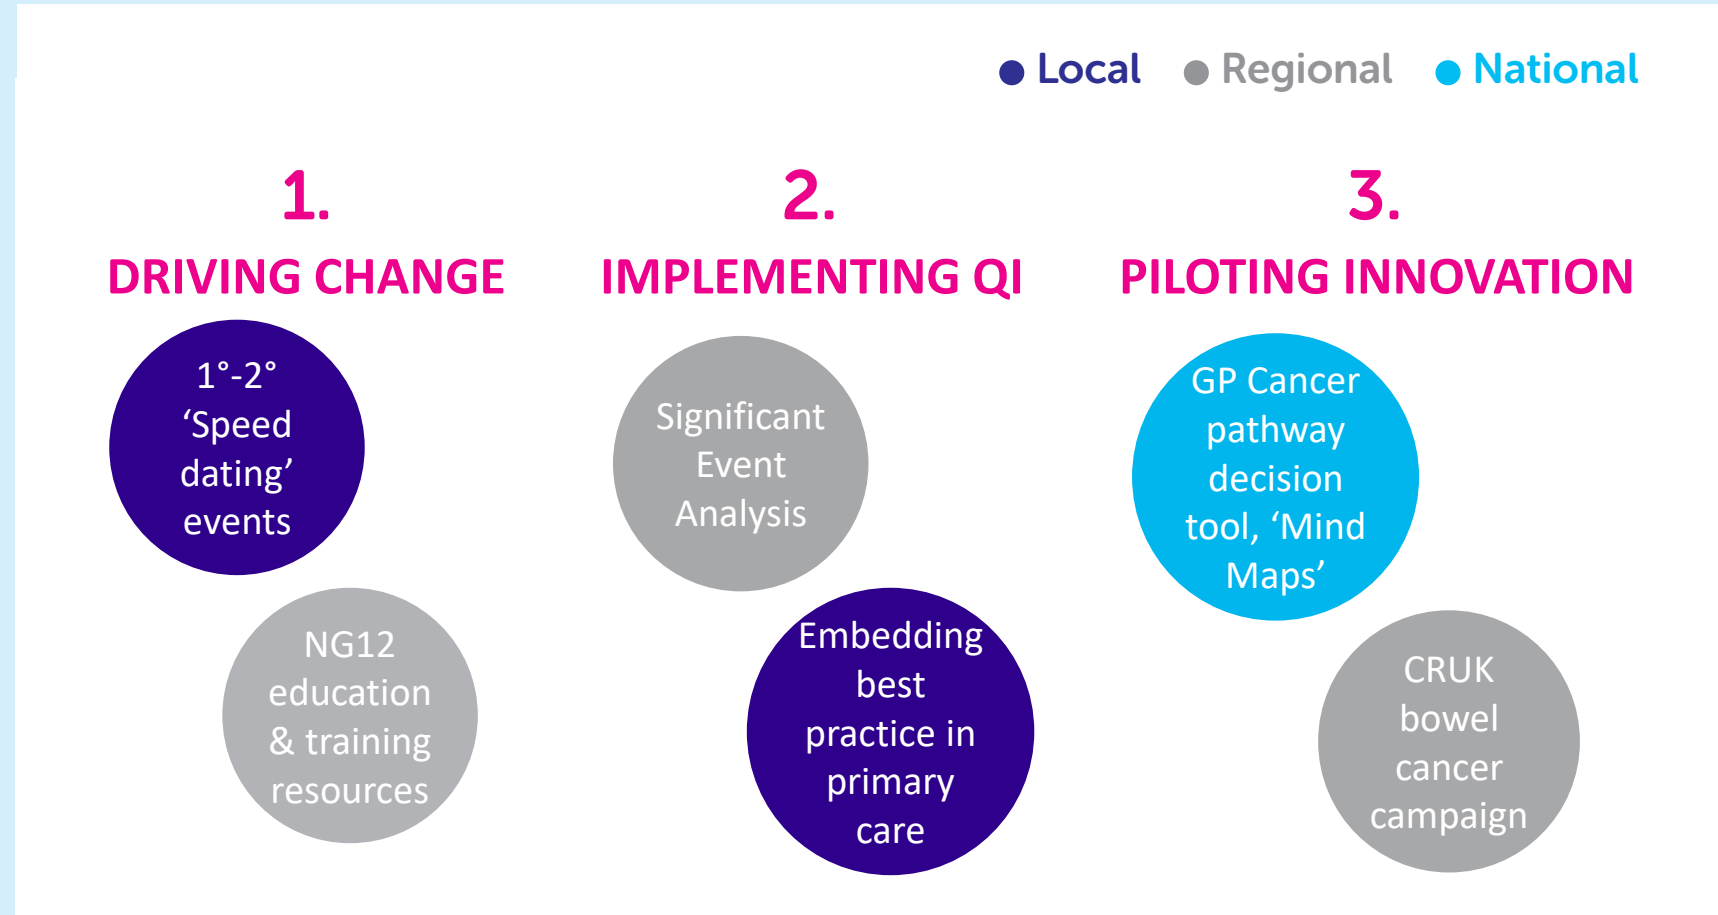 Local Regional National
1.
DRIVING CHANGE
1°-2°
‘Speed
dating’
events
NG12
education
& training
resources
2.
IMPLEMENTING QI
Significant
Event
Analysis
Embedding
best
practice in
primary
care
3.
PILOTING INNOVATION
GP Cancer
pathway
decision
tool, ‘Mind
Maps’
CRUK
bowel
cancer
campaign